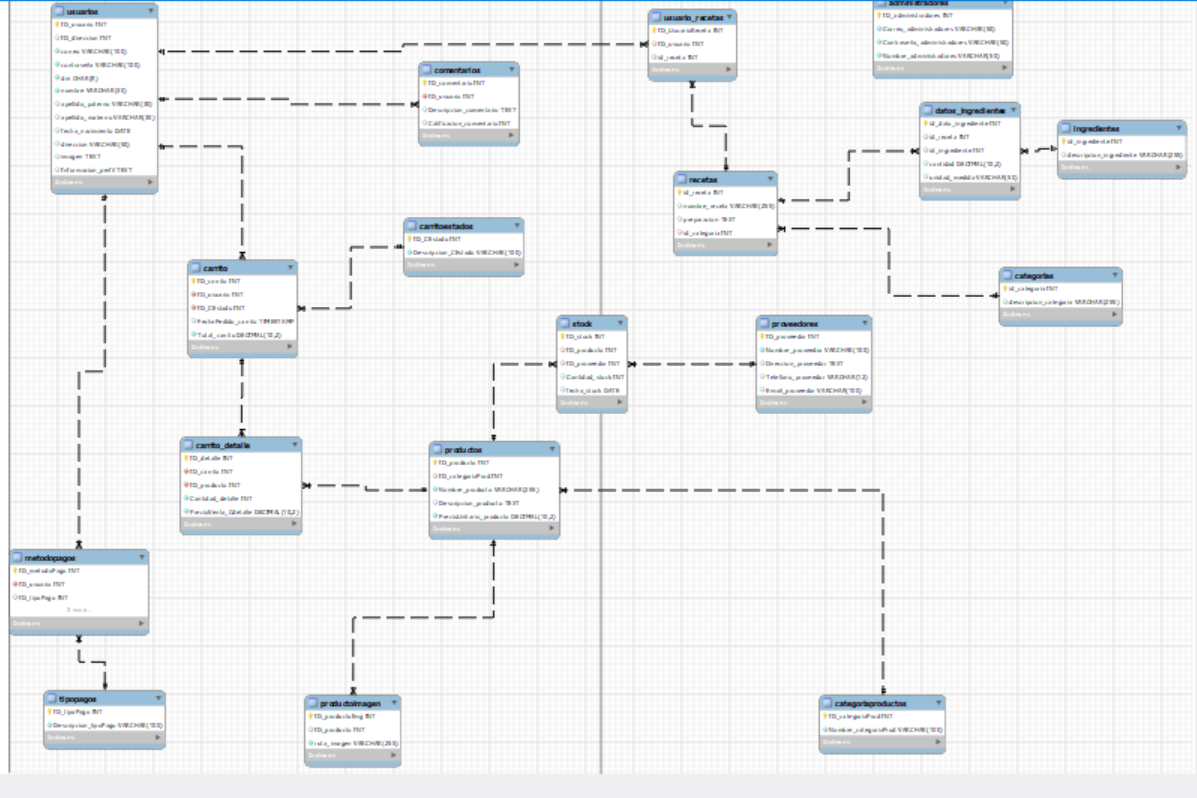 usuarios
ID_usuario INT
ID_direccion INT
correo VARCHAR(100)
contraseña VARCHAR(100)
dni CHAR(8)
nombre VARCHAR(30)
apellido_paterno VARCHAR(30)
apellido_materno VARCHAR(30)
fecha_nacimiento DATE
direccion VARCHAR(50)
imagen TEXT
Informacion_perfil TEXT
Indexes
usuario_recetas
ID_UsuarioReceta INT
ID_usuario INT
id_receta INT
Indexes
administradores
ID_administradores INT
Correo_administradores VARCHAR(50)
Contraseña_administradores VARCHAR(50)
Nombre_administradores VARCHAR(50)
Indexes
comentarios
ID_comentario INT
ID_usuario INT
Descripcion_comentario TEXT
Calificacion_comentario INT
Indexes
datos_ingredientes
id_dato_ingrediente INT
id_receta INT
id_ingrediente INT
cantidad DECIMAL(10,2)
unidad_medida VARCHAR(50)
Indexes
ingredientes
id_ingrediente INT
descripcion_ingrediente VARCHAR(255)
Indexes
recetas
id_receta INT
nombre_receta VARCHAR(255)
preparacion TEXT
id_categoria INT
Indexes
carritoestados
ID_CEstado INT
Descripcion_CEstado VARCHAR(100)
Indexes
carrito
ID_carrito INT
ID_usuario INT
ID_CEstado INT
FechaPedido_carrito TIMESTAMP
Total_carrito DECIMAL(10,2)
Indexes
categorias
id_categoria INT
descripcion_categoria VARCHAR(255)
Indexes
stock
ID_stock INT
ID_producto INT
ID_proveedor INT
Cantidad_stock INT
fecha_stock DATE
Indexes
proveedores
ID_proveedor INT
Nombre_proveedor VARCHAR(100)
Direccion_proveedor TEXT
Telefono_proveedor VARCHAR(12)
Email_proveedor VARCHAR(100)
Indexes
carrito_detalle
ID_detalle INT
ID_carrito INT
ID_producto INT
Cantidad_detalle INT
PrecioVenta_Cdetalle DECIMAL(10,2)
Indexes
productos
ID_producto INT
ID_categoriaProd INT
Nombre_producto VARCHAR(255)
Descripcion_producto TEXT
PrecioUnitario_producto DECIMAL(10,2)
Indexes
metodopagos
ID_metodoPago INT
ID_usuario INT
ID_tipoPago INT
2 more...
Indexes
tipopagos
ID_tipoPago INT
Descripcion_tipoPago VARCHAR(100)
Indexes
productoimagen
ID_productoImg INT
ID_producto INT
ruta_imagen VARCHAR(255)
Indexes
categoriaproductos
ID_categoriaProd INT
Nombre_categoriaProd VARCHAR(100)
Indexes